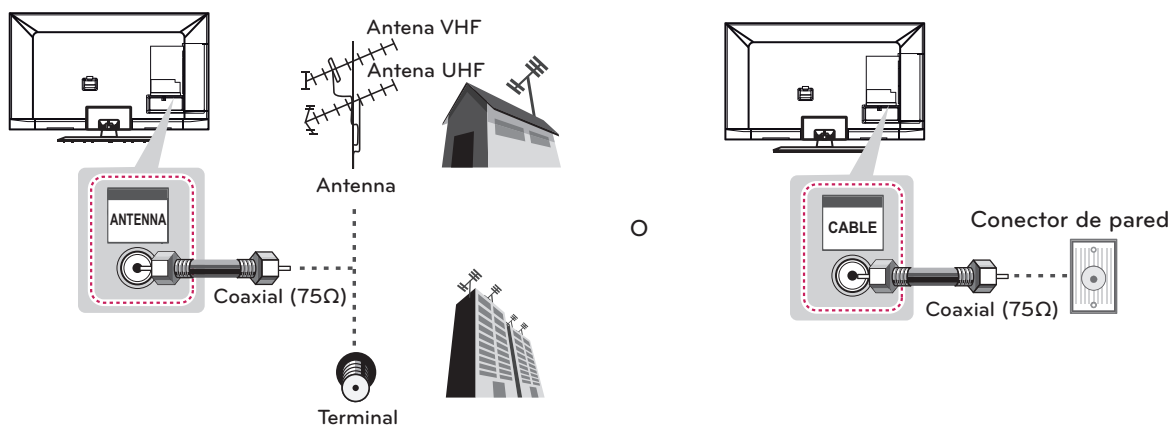 Antena VHF
Antena UHF
Antenna
ANTENNA
Coaxial (75Ω)
Terminal
O
CABLE
Conector de pared
Coaxial (75Ω)